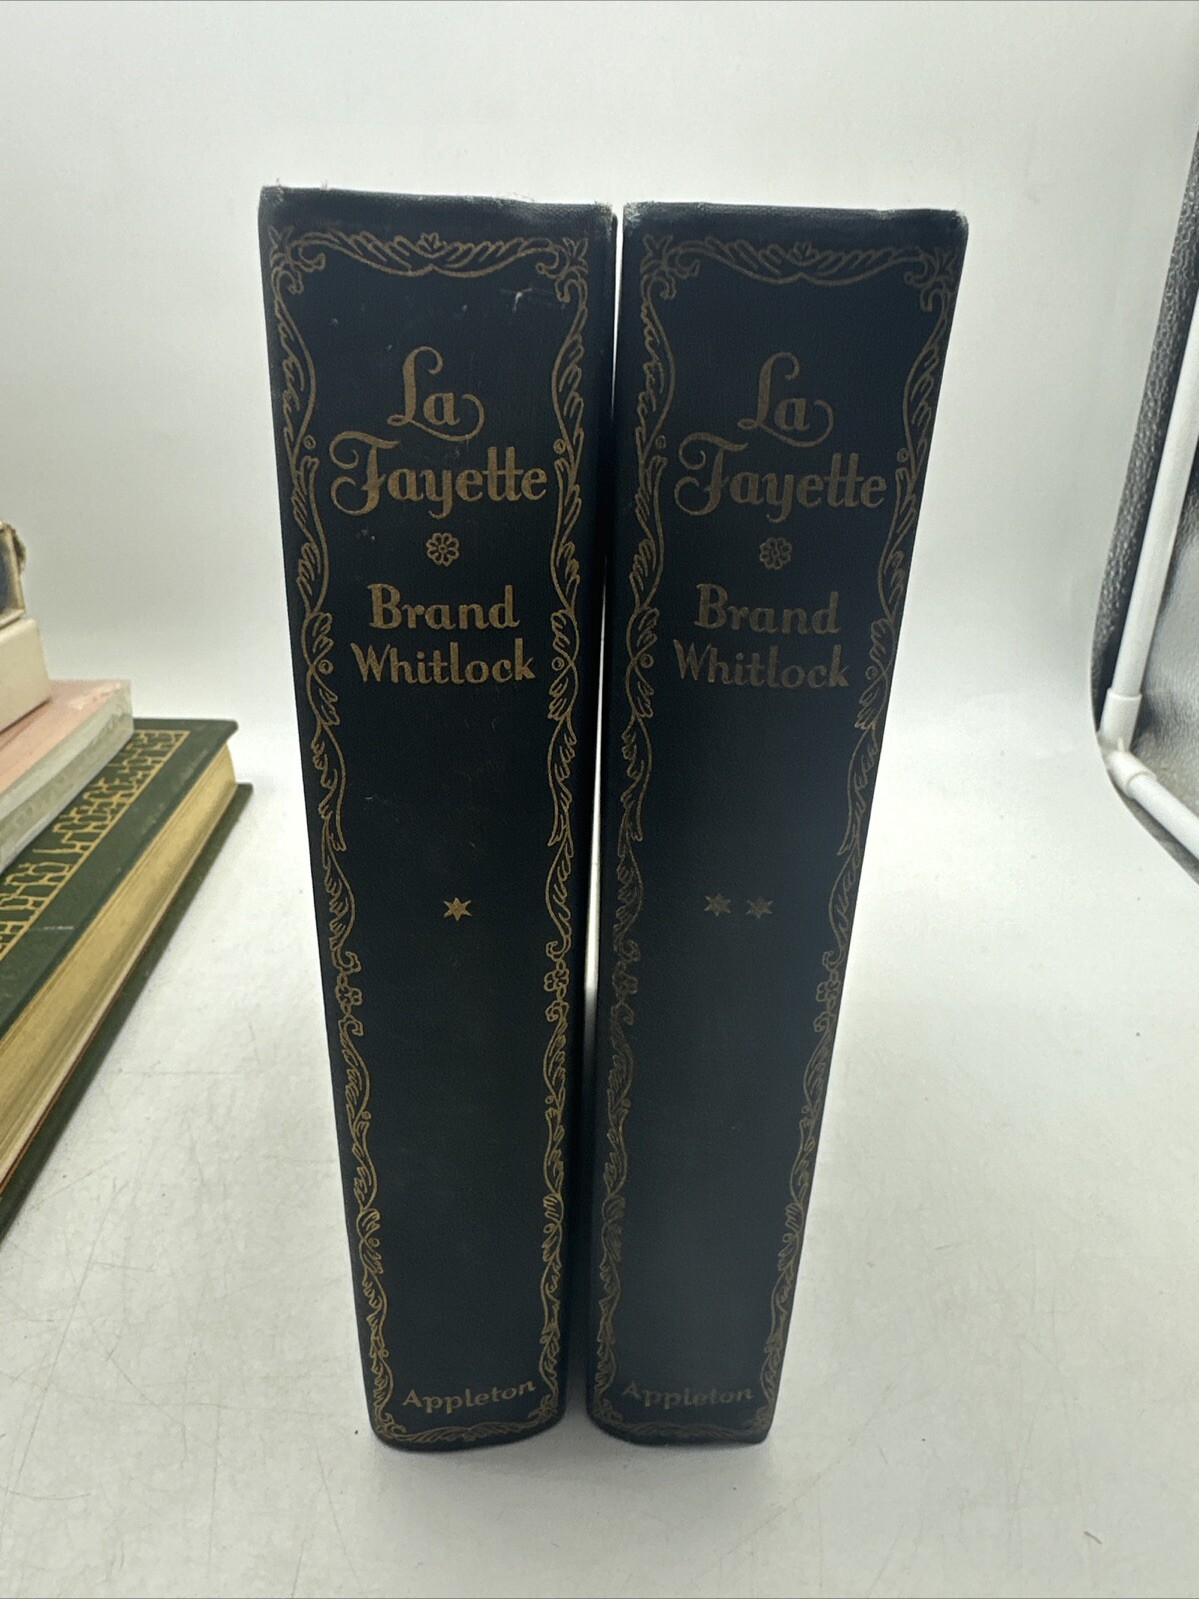 La
Fayette
Brand
Whitlock
Appleton
La
Fayette
Brand
Whitlock
Appleton